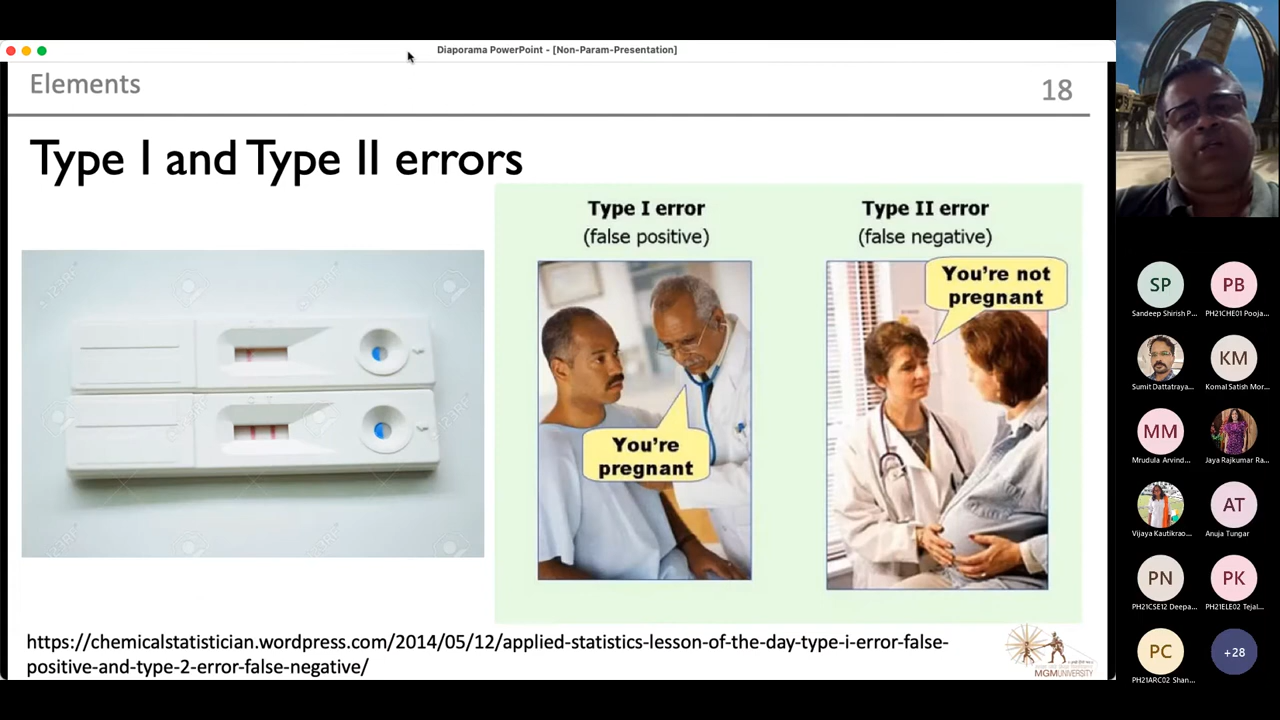 Diaporama PowerPoint - [Non-Param-Presentation]
Elements
18
Type I and Type II errors
Type I error
(false positive)
Type II error
(false negative)
You're
pregnant
You're not
pregnant
https://chemicalstatistician.wordpress.com/2014/05/12/applied-statistics-lesson-of-the-day-type-i-error-false-
positive-and-type-2-error-false-negative/
MGMUNIVERSITY
SP
PB
Sandeep Shirish P...
PH21CHE01 Pooja...
KM
Sumit Dattatraya...
Komal Satish Mor...
MM
Mrudula Arvind...
Jaya Rajkumar Ra...
AT
Vijaya Kautikrao...
Anuja Tungar
PN
PK
PH21CSE12 Deepa...
PH21ELE02 Tejal...
PC
+28
PH21ARC02 Shan...